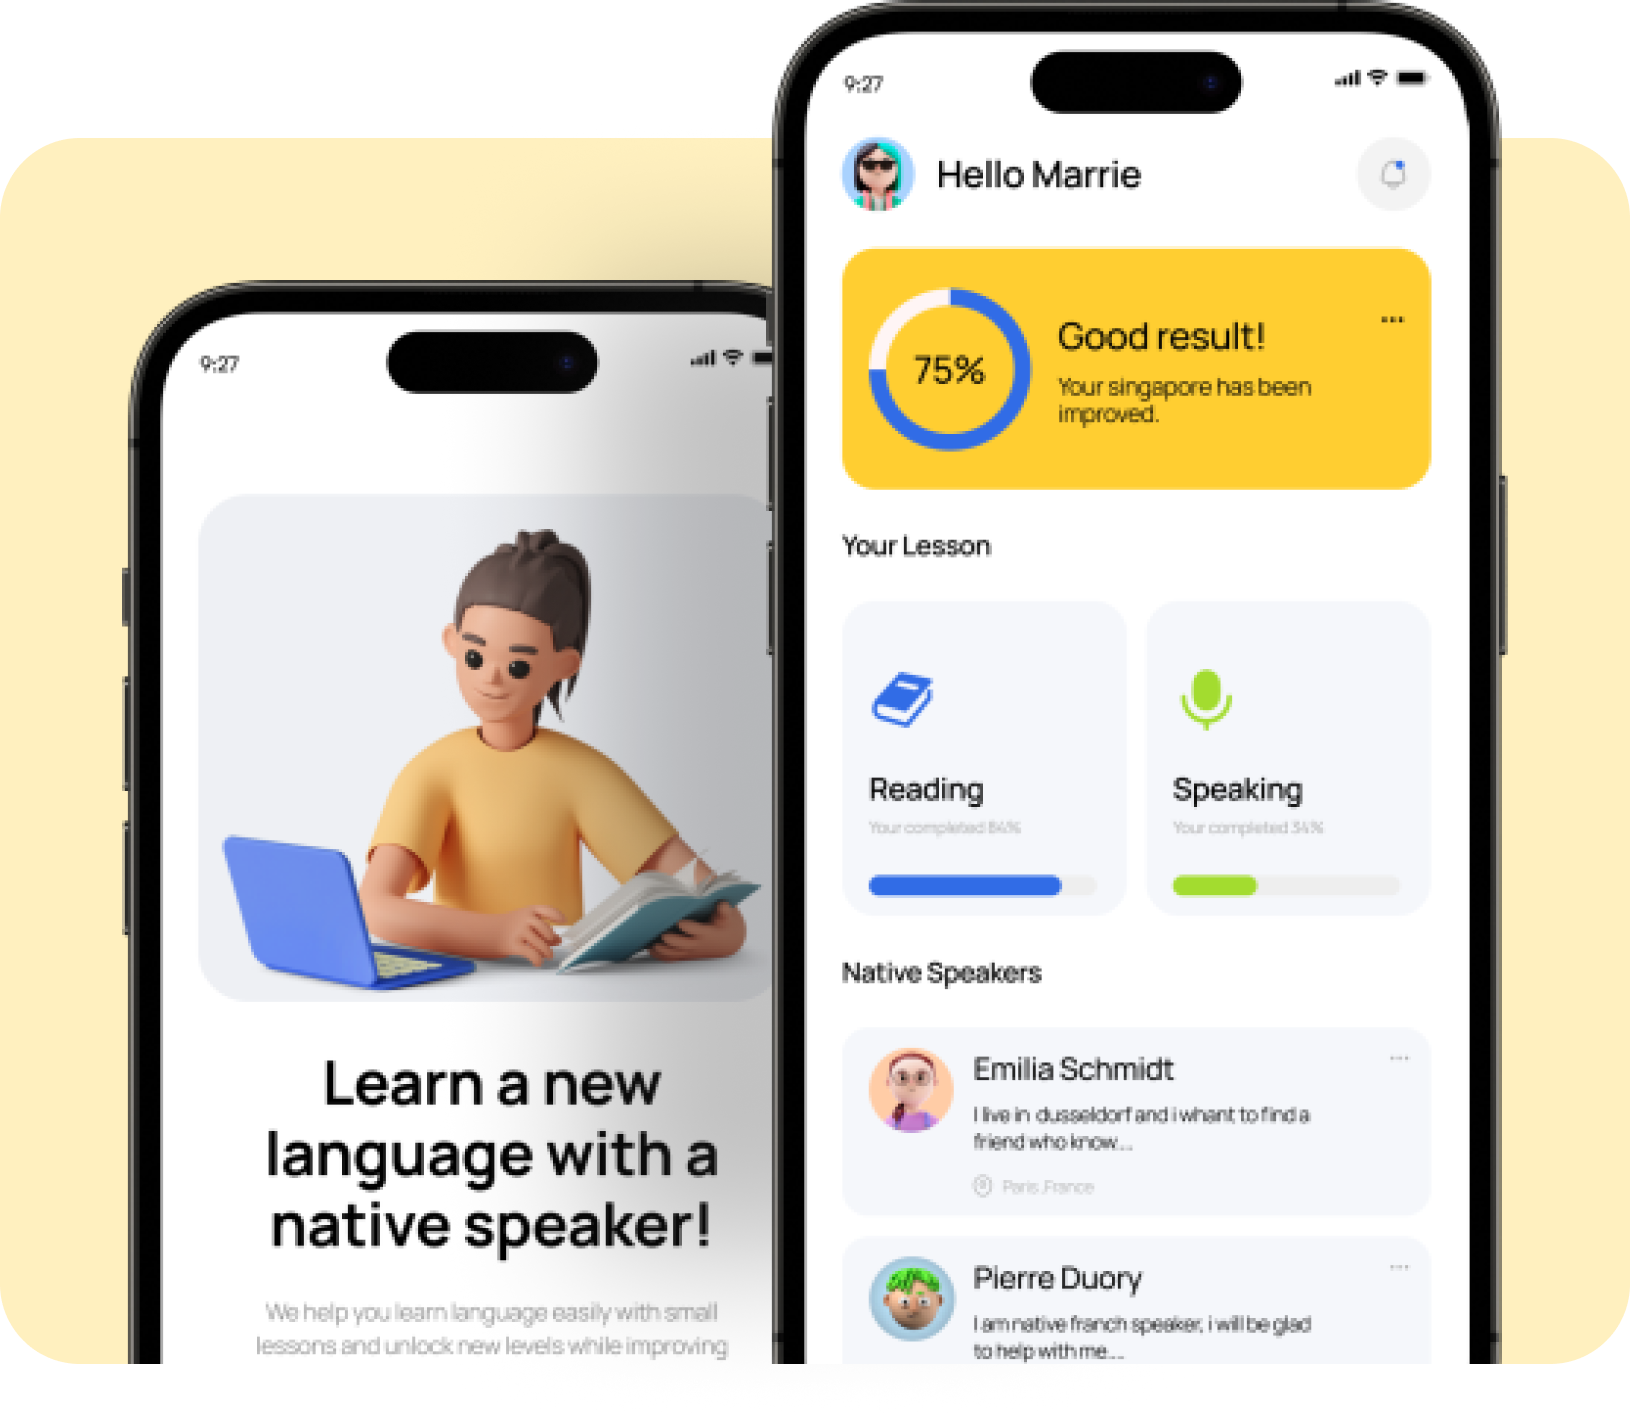 9:27
Learn a new
language with a
native speaker!
We help you learn language easily with small
lessons and unlock new levels while improving
9:27
Hello Marrie
75%
Good result!
...
Your singapore has been
improved.
Your Lesson
Reading
Your completed 84%
Speaking
Your completed 34%
Native Speakers
Emilia Schmidt
...
I live in dusseldorf and i whant to find a
friend who know....
Paris ,France
Pierre Duory
...
I am native franch speaker, i will be glad
to help with me....